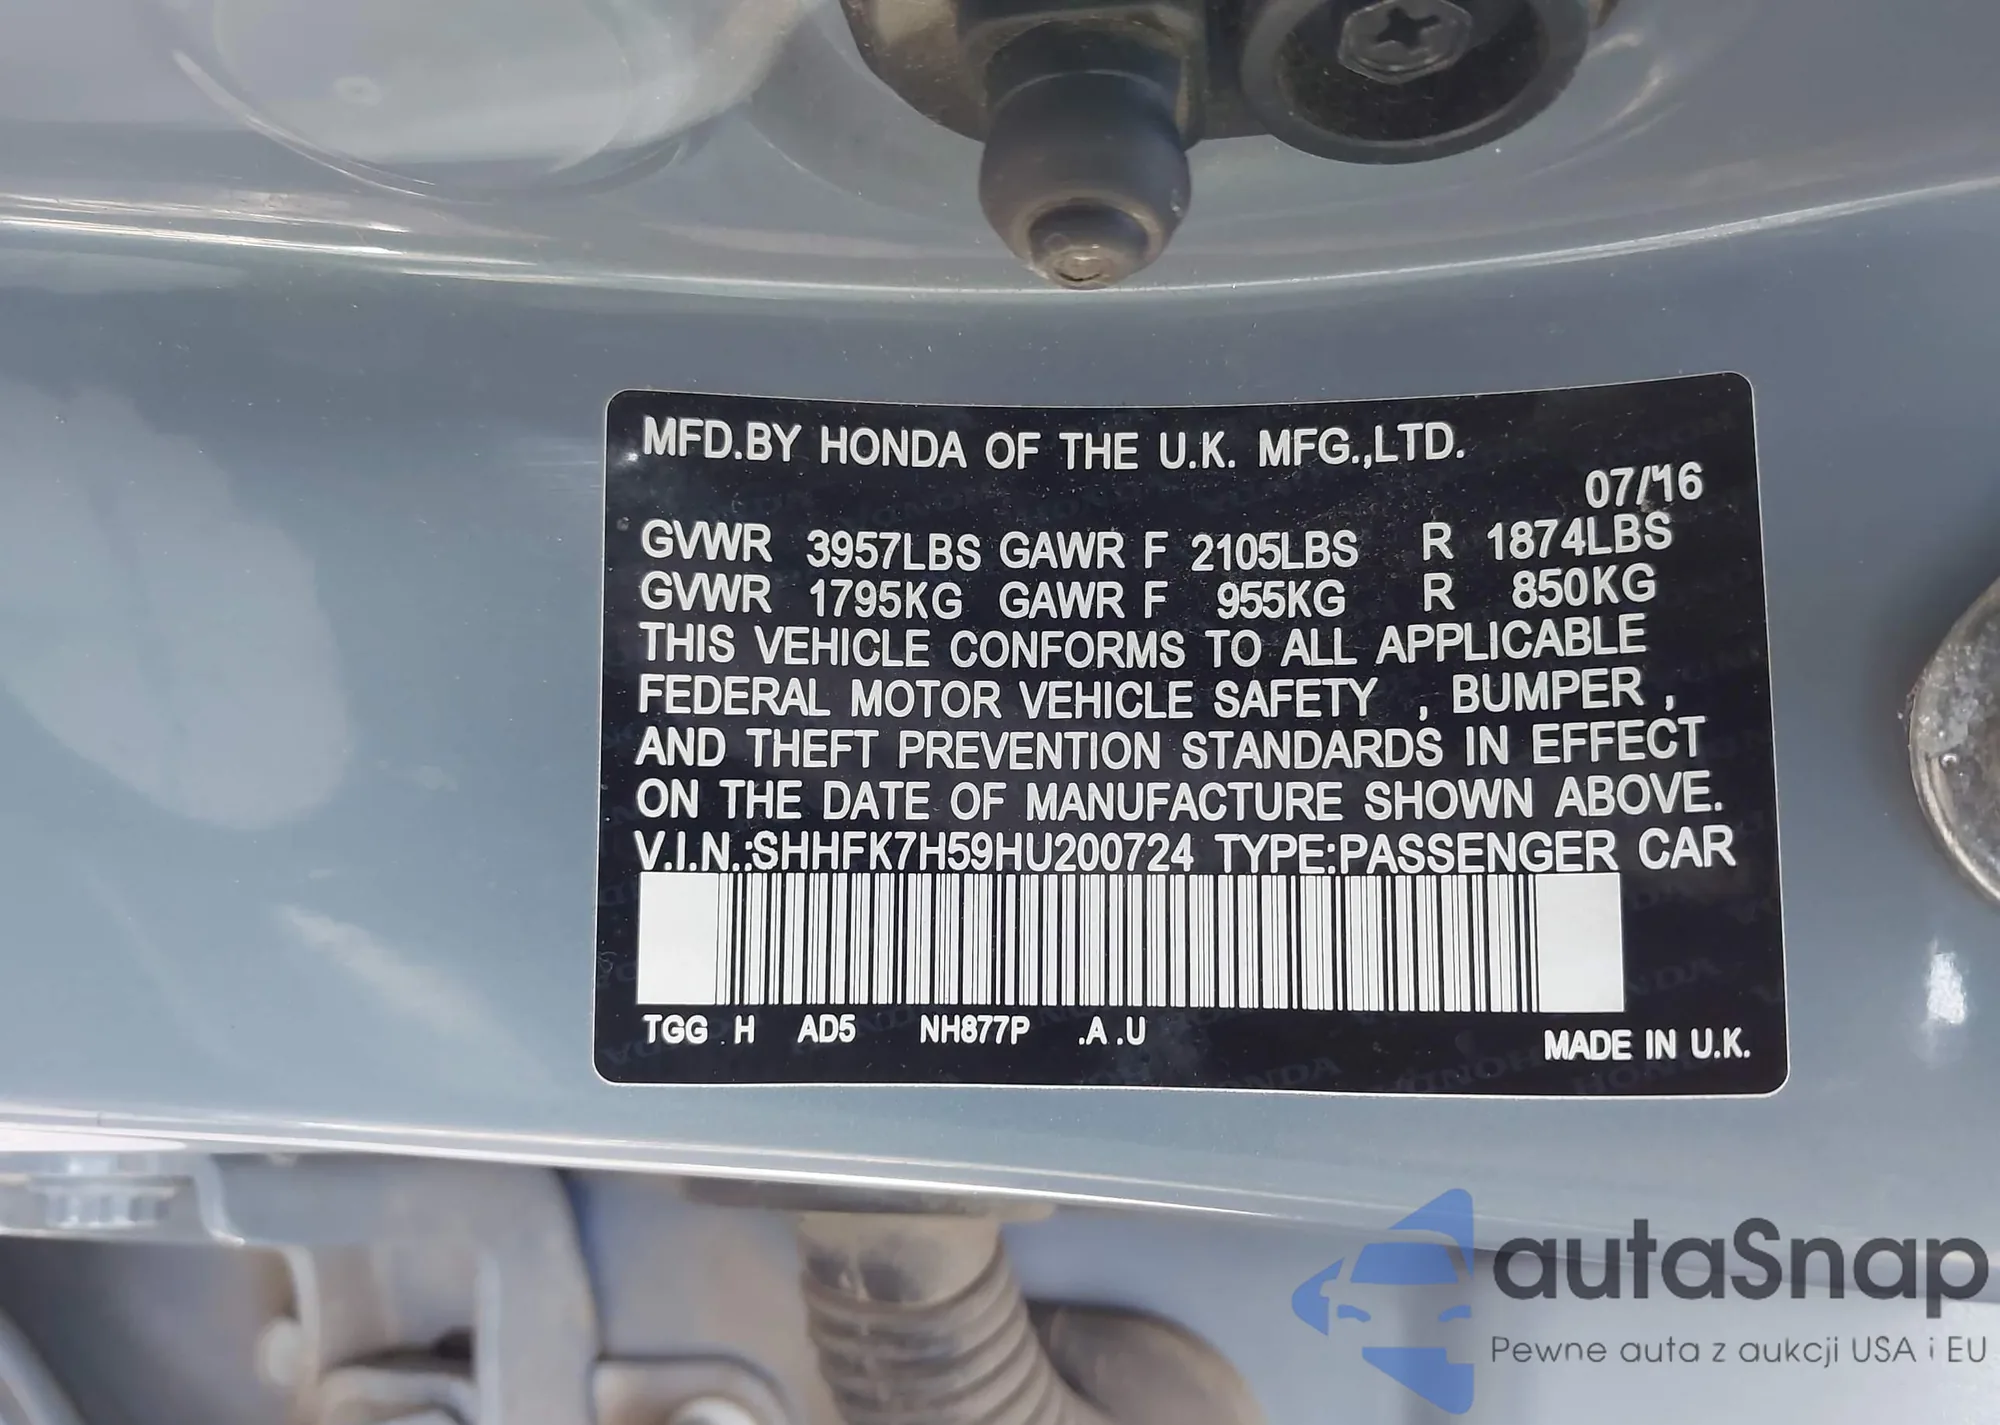 MFD.BY HONDA OF THE U.K. MFG.,LTD.
07/'16
GVWR 3957LBS GAWR F 2105LBS R 1874LBS
GVWR 1795KG GAWR F 955KG R 850KG
THIS VEHICLE CONFORMS TO ALL APPLICABLE
FEDERAL MOTOR VEHICLE SAFETY , BUMPER ,
AND THEFT PREVENTION STANDARDS IN EFFECT
ON THE DATE OF MANUFACTURE SHOWN ABOVE.
V.I.N.:SHHFK7H59HU200724 TYPE:PASSENGER CAR
TGG H AD5 NH877P .A .U
MADE IN U.K.
autaSnap
Pewne auta z aukcji USA i EU